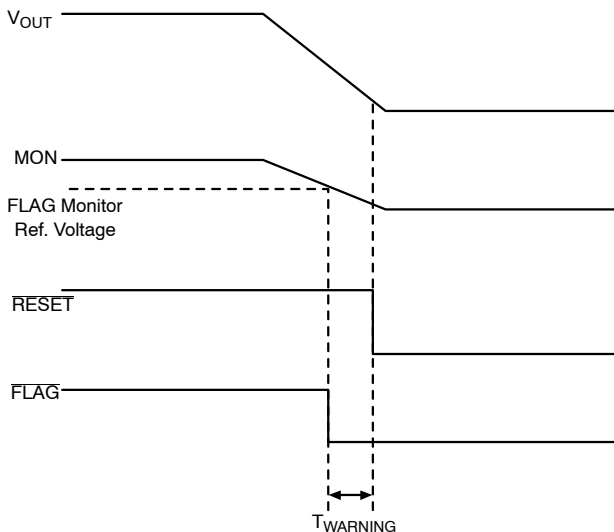 VOUT
MON
FLAG Monitor
Ref. Voltage
RESET
FLAG
TWARNING